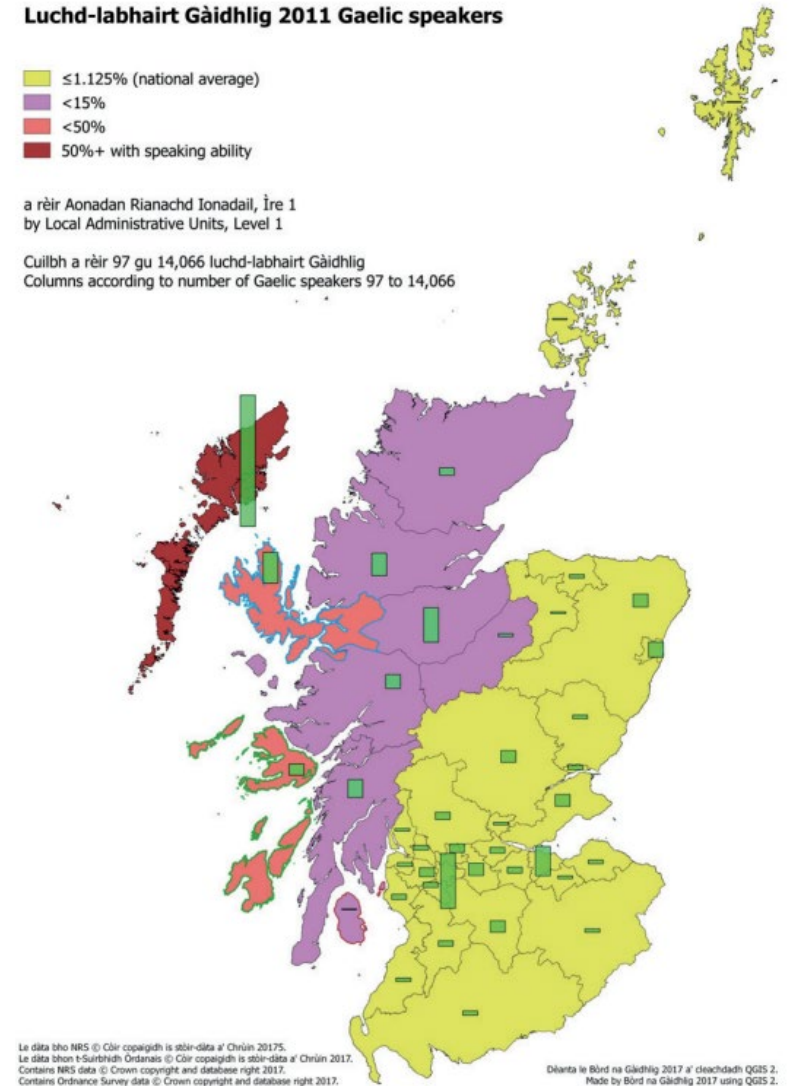 Luchd-labhairt Gàidhlig 2011 Gaelic speakers
≤1.125% (national average)
<15%
<50%
50%+ with speaking ability
a rèir Aonadan Rianachd Ionadail, Ìre 1
by Local Administrative Units, Level 1
Cuilbh a rèir 97 gu 14,066 luchd-labhairt Gàidhlig
Columns according to number of Gaelic speakers 97 to 14,066
Le dàta bho NRS © Còir copaigidh is stòir-dàta a' Chrùin 20175.
Le dàta bhon t-Suirbhidh Òrdanais © Còir copaigidh is stòir-dàta a' Chrùin 2017.
Contains NRS data © Crown copyright and database right 2017.
Contains Ordnance Survey data © Crown copyright and database right 2017.
Dèanta le Bòrd na Gàidhlig 2017 a' cleachdadh QGIS 2.
Made by Bòrd na Gàidhlig 2017 using QGIS 2.